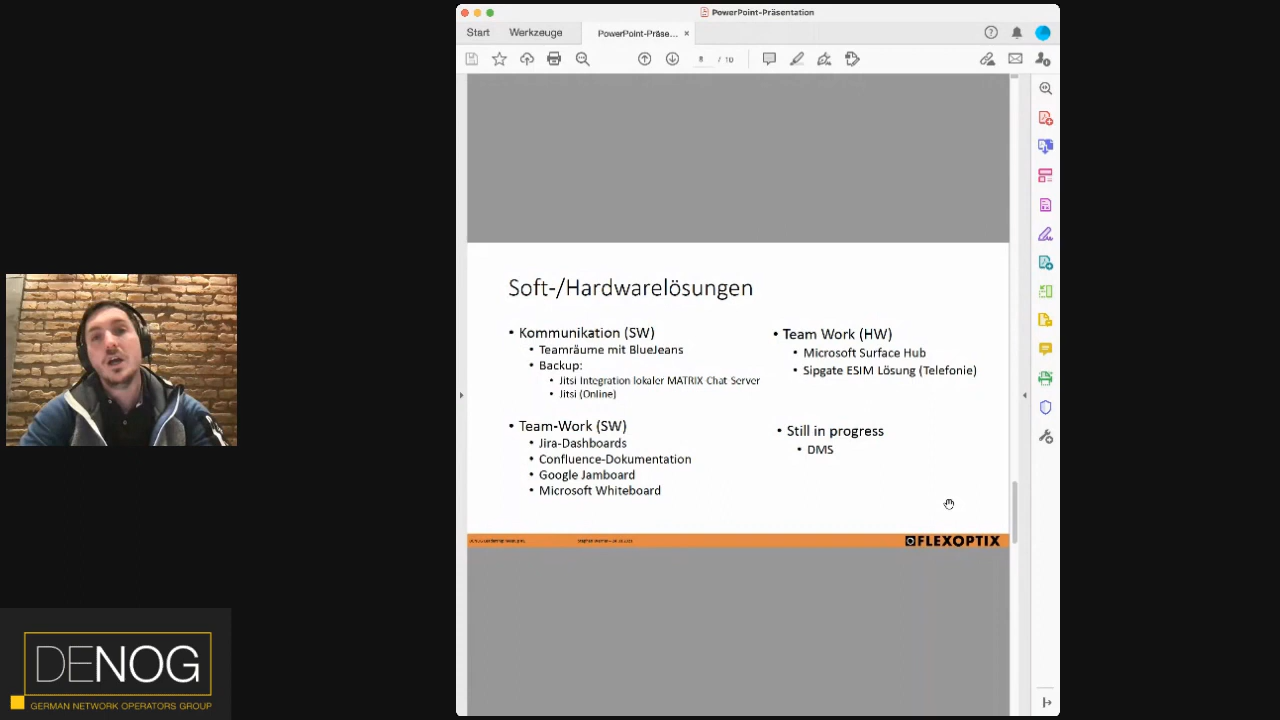 PowerPoint-Präsentation
Start
Werkzeuge
PowerPoint-Präse...
8 / 10
Soft-/Hardwarelösungen
• Kommunikation (SW)
• Teamräume mit BlueJeans
• Backup:
• Jitsi Integration lokaler MATRIX Chat Server
• Jitsi (Online)
• Team-Work (SW)
• Jira-Dashboards
• Confluence-Dokumentation
• Google Jamboard
• Microsoft Whiteboard
• Team Work (HW)
• Microsoft Surface Hub
• Sipgate ESIM Lösung (Telefonie)
• Still in progress
• DMS
FLEXOPTIX
DENOG
GERMAN NETWORK OPERATORS GROUP